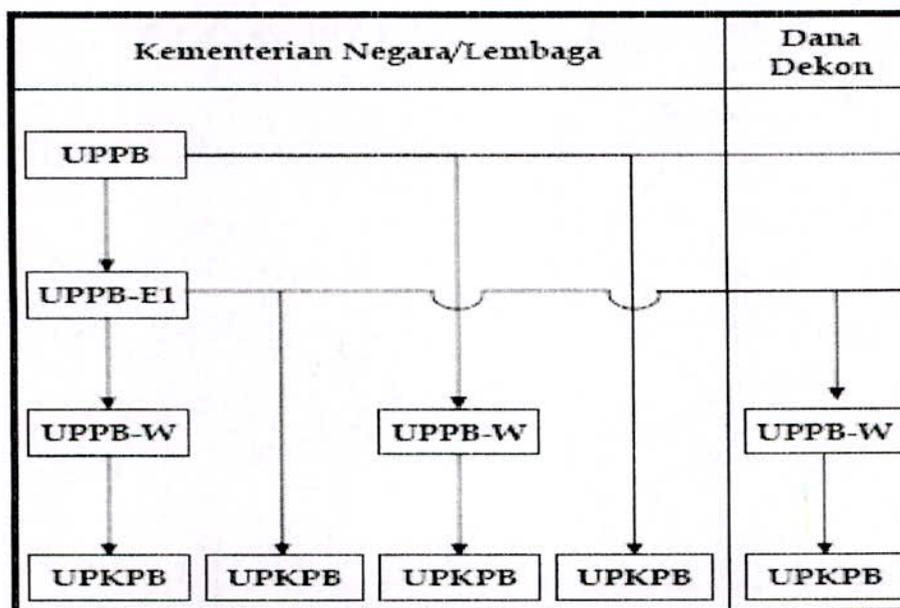 Kementerian Negara/Lembaga
Dana
Dekon
UPPB
UPPB-E1
UPPB-W
UPPB-W
UPPB-W
UPKPB
UPKPB
UPKPB
UPKPB
UPKPB